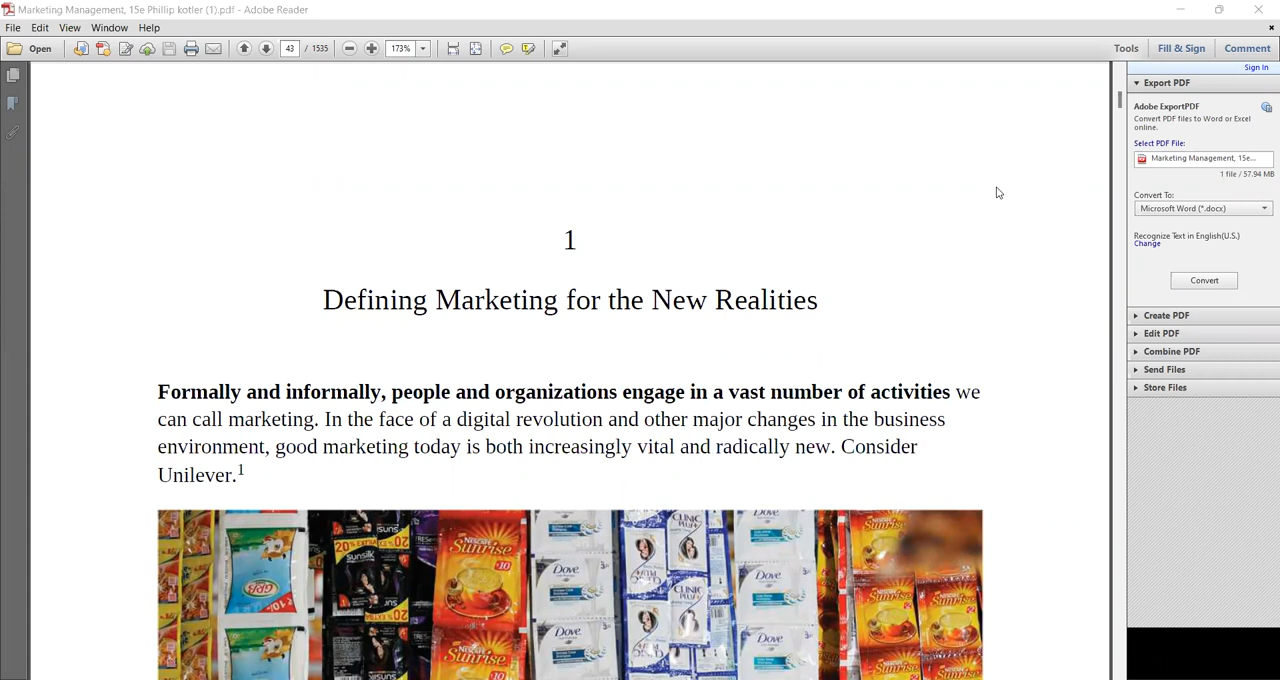 Marketing Management, 15e Phillip kotler (1).pdf - Adobe Reader
File Edit View Window Help
Open 43 / 1535 173% Tools Fill & Sign Comment
Sign In
Export PDF
Adobe ExportPDF
Convert PDF files to Word or Excel
online.
Select PDF File:
Marketing Management, 15e...
1 file / 57.94 MB
Convert To:
Microsoft Word (*.docx)
Recognize Text in English(U.S.)
Change
Convert
Create PDF
Edit PDF
Combine PDF
Send Files
Store Files
1
Defining Marketing for the New Realities
Formally and informally, people and organizations engage in a vast number of activities we
can call marketing. In the face of a digital revolution and other major changes in the business
environment, good marketing today is both increasingly vital and radically new. Consider
Unilever.1
sunsilk
Sunrise
Dove
CLINIC
PLUS
Dove
NESCAFE
Sunrise
Dove
Dove
Sunrise